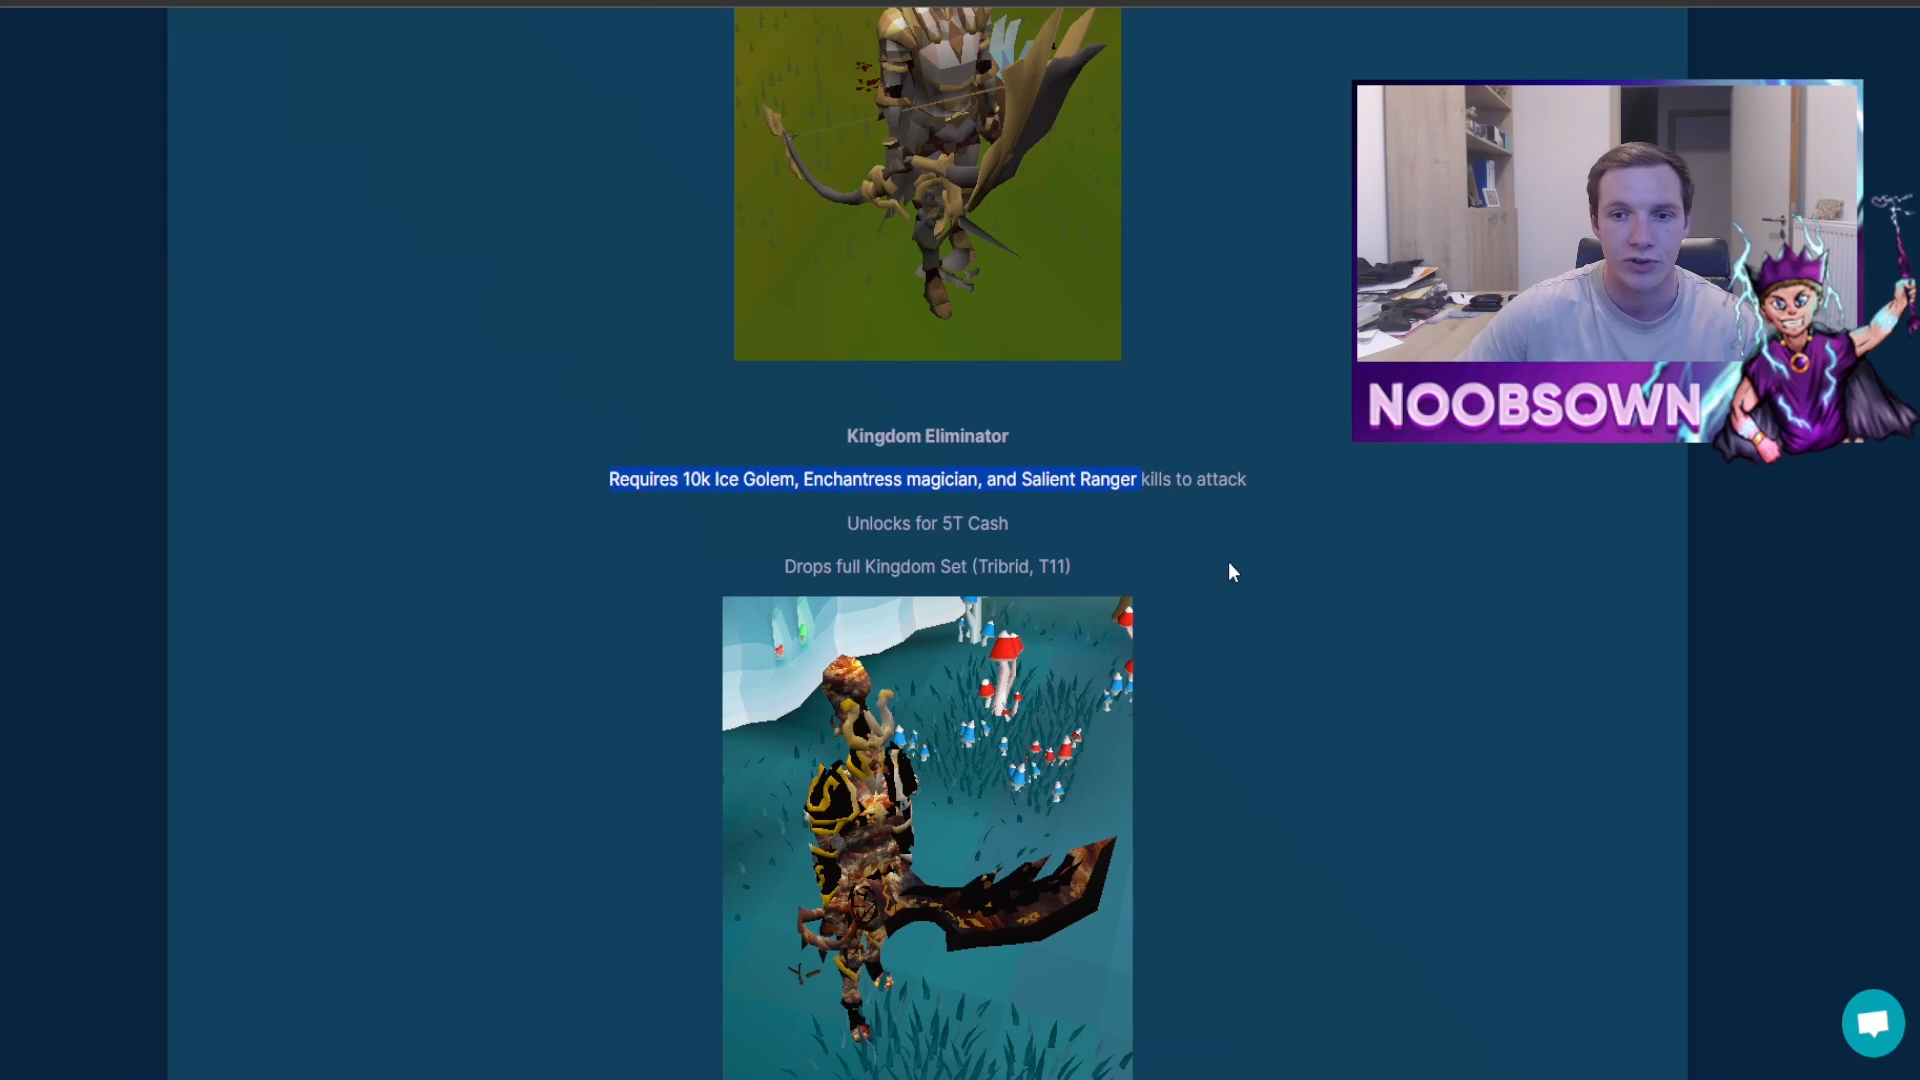 NOOBSOWN
Kingdom Eliminator
Requires 10k Ice Golem, Enchantress magician, and Salient Ranger kills to attack
Unlocks for 5T Cash
Drops full Kingdom Set (Tribrid, T11)